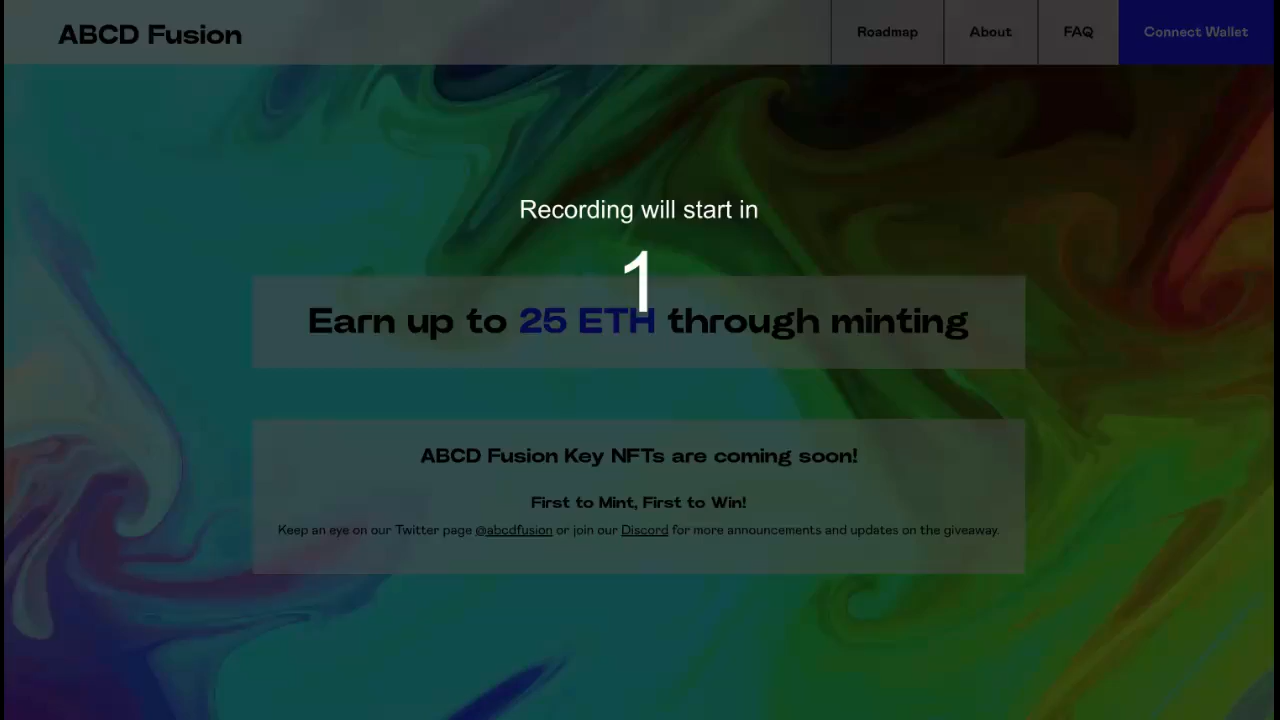 ABCD Fusion
Roadmap
About
FAQ
Connect Wallet
Recording will start in
1
Earn up to 25 ETH through minting
ABCD Fusion Key NFTs are coming soon!
First to Mint, First to Win!
Keep an eye on our Twitter page @abcdfusion or join our Discord for more announcements and updates on the giveaway.